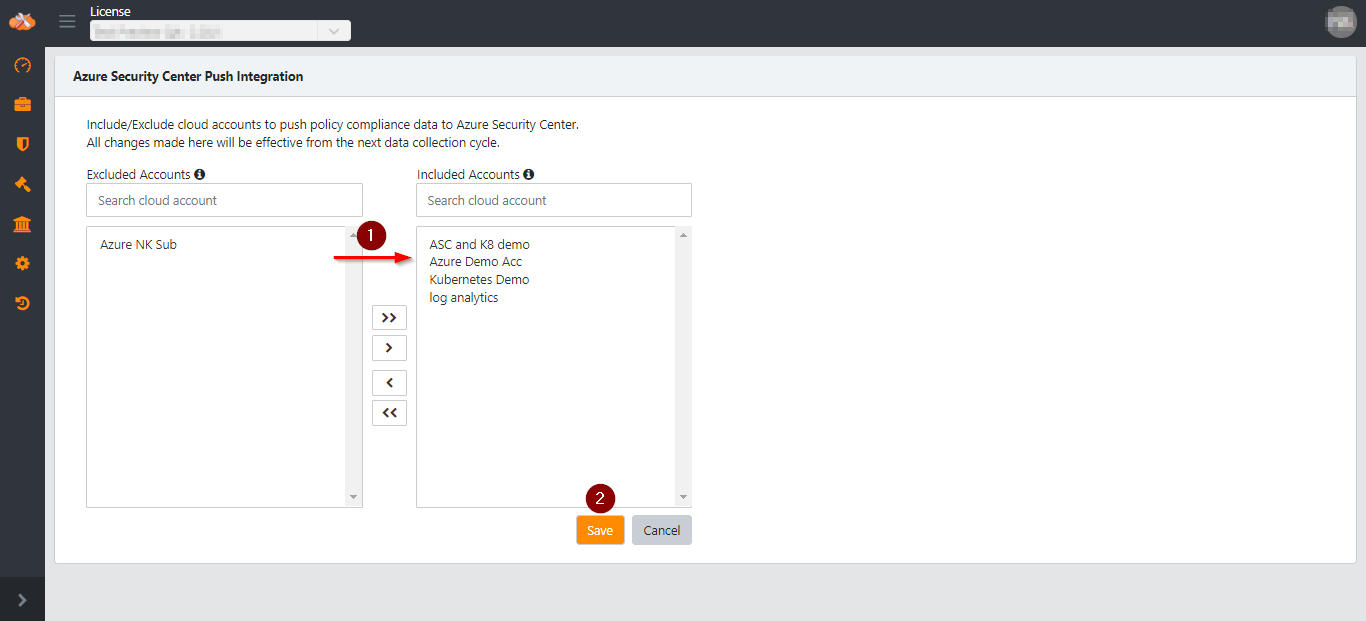 License
Azure Security Center Push Integration
Include/Exclude cloud accounts to push policy compliance data to Azure Security Center.
All changes made here will be effective from the next data collection cycle.
Excluded Accounts
Search cloud account
Azure NK Sub
1
Included Accounts
Search cloud account
ASC and K8 demo
Azure Demo Acc
Kubernetes Demo
log analytics
2
Save
Cancel